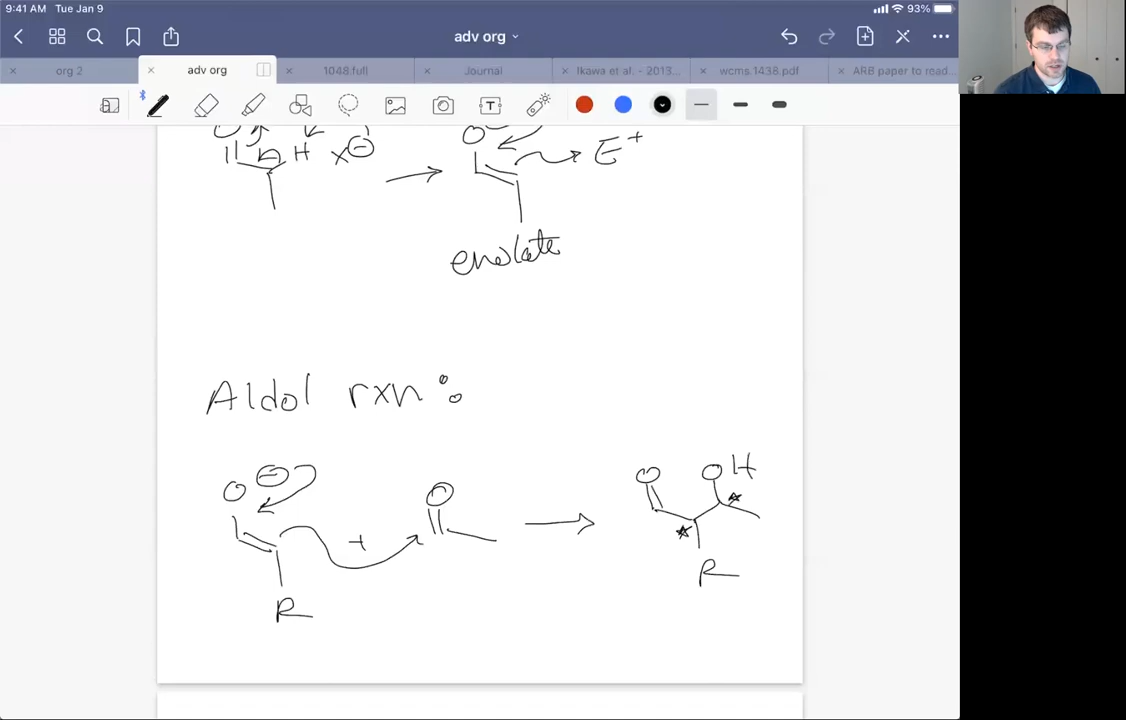 9:41 AM Tue Jan 9
93%
adv org
org 2
adv org
1048.full
Journal
Ikawa et al. - 2013...
wcms.1438.pdf
ARB paper to read...
T
O
H X⊖
O
E+
enolate
Aldol rxn:
O ⊖
+
O
O OH
R
R